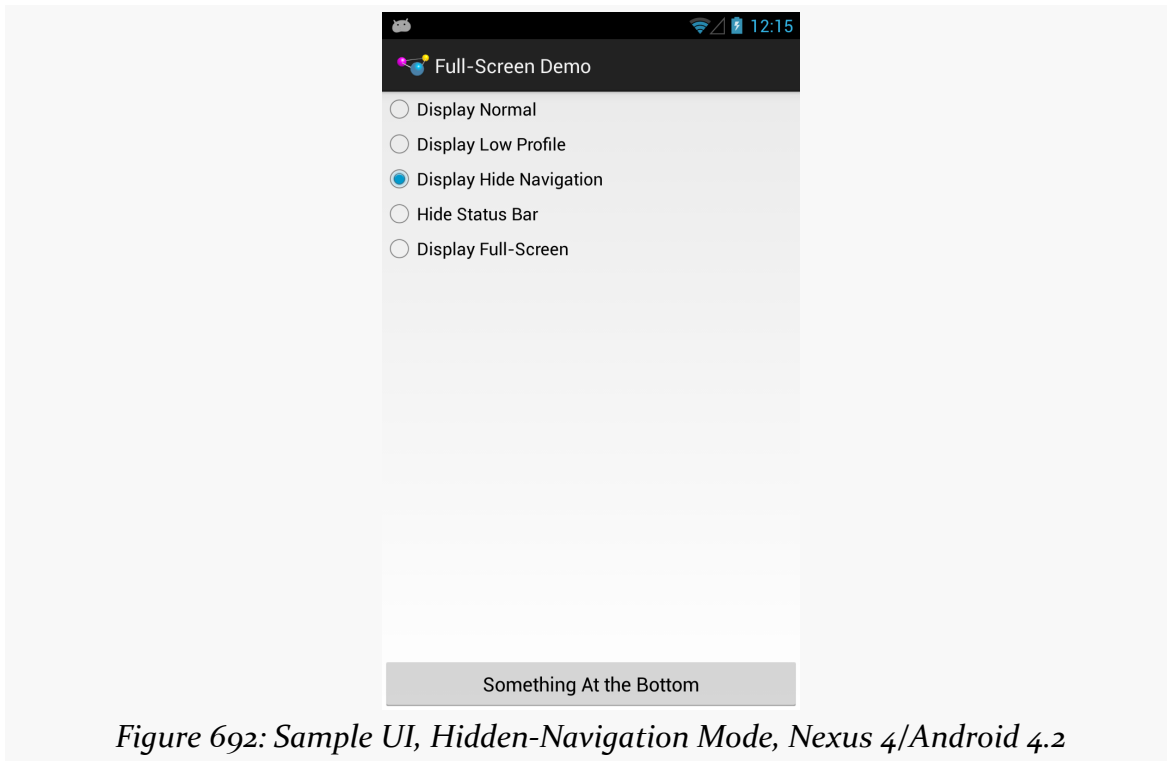 12:15
Full-Screen Demo
Display Normal
Display Low Profile
Display Hide Navigation
Hide Status Bar
Display Full-Screen
Something At the Bottom
Figure 692: Sample UI, Hidden-Navigation Mode, Nexus 4/Android 4.2